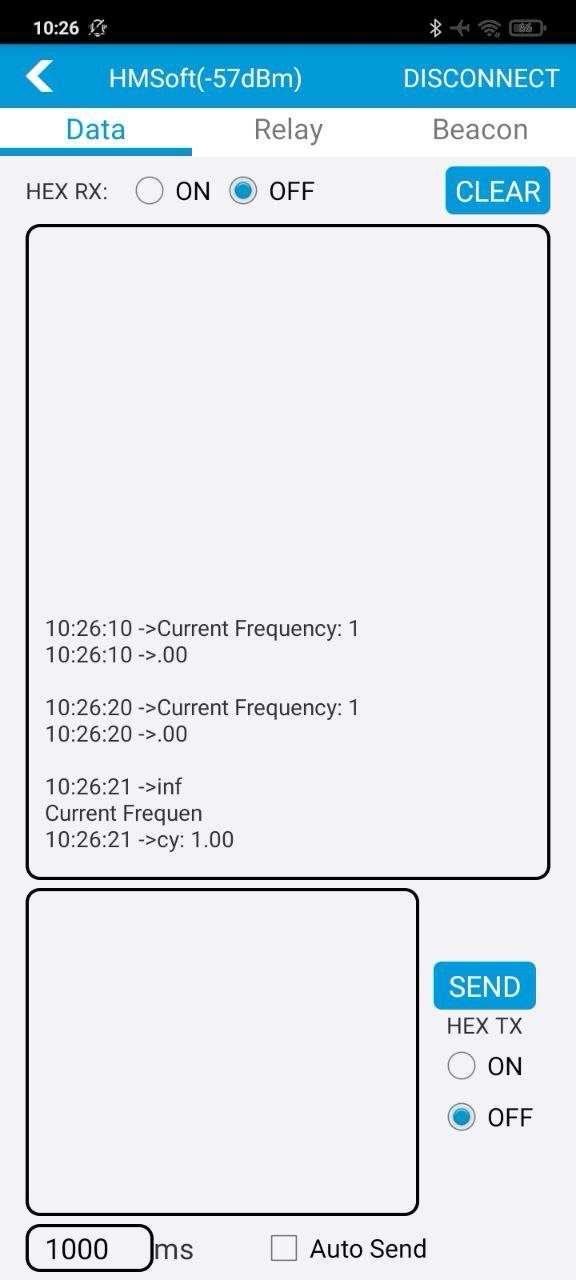 10:26 66
HMSoft(-57dBm) DISCONNECT
Data Relay Beacon
HEX RX: ON OFF CLEAR
10:26:10 ->Current Frequency: 1
10:26:10 ->.00
10:26:20 ->Current Frequency: 1
10:26:20 ->.00
10:26:21 ->inf
Current Frequen
10:26:21 ->cy: 1.00
SEND
HEX TX
ON
OFF
1000 ms Auto Send